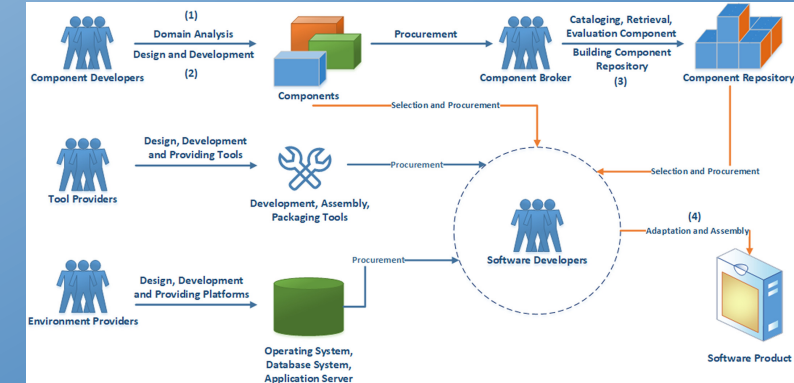 (1)
Domain Analysis
Design and Development
(2)
Component Developers
Components
Procurement
Component Broker
Cataloging, Retrieval,
Evaluation Component
Building Component
Repository
(3)
Component Repository
Selection and Procurement
Design, Development
and Providing Tools
Tool Providers
Development, Assembly,
Packaging Tools
Procurement
Selection and Procurement
Software Developers
(4)
Adaptation and Assembly
Software Product
Design, Development
and Providing Platforms
Environment Providers
Procurement
Operating System,
Database System,
Application Server